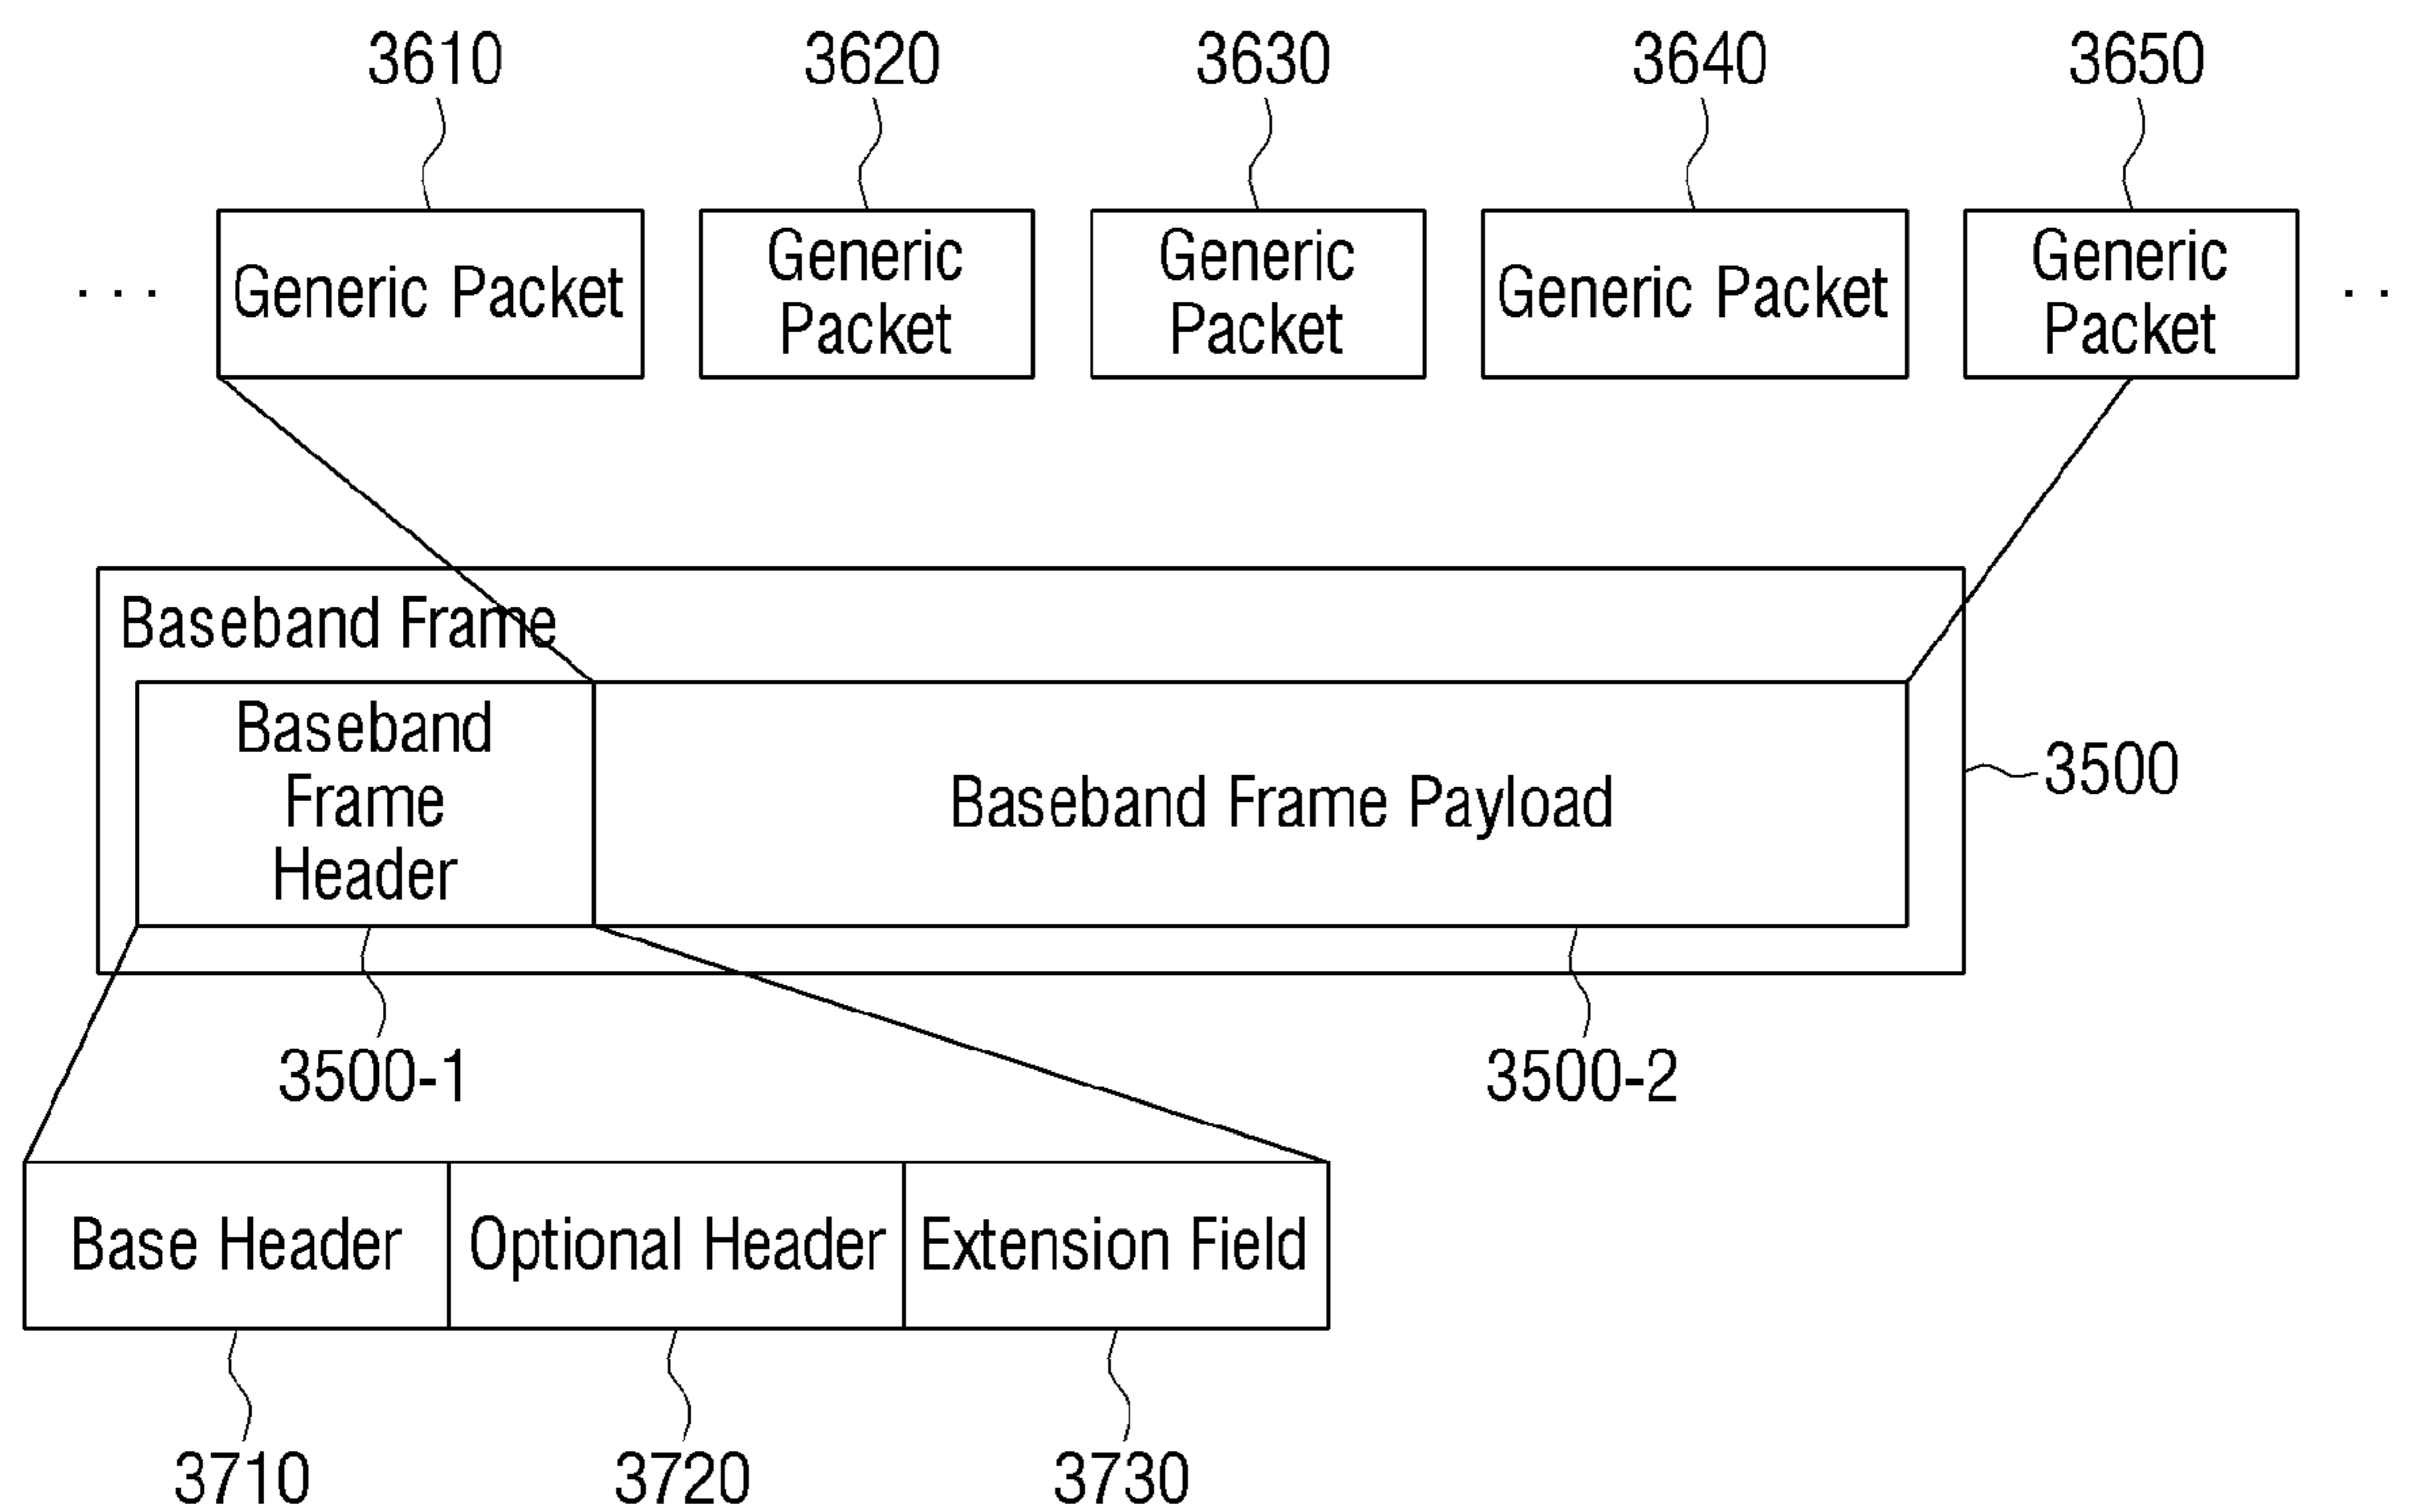 3610 3620 3630 3640 3650
. . . Generic Packet Generic Packet Generic Packet Generic Packet Generic Packet . .
Baseband Frame
Baseband
Frame
Header
Baseband Frame Payload
3500
3500-1 3500-2
Base Header Optional Header Extension Field
3710 3720 3730